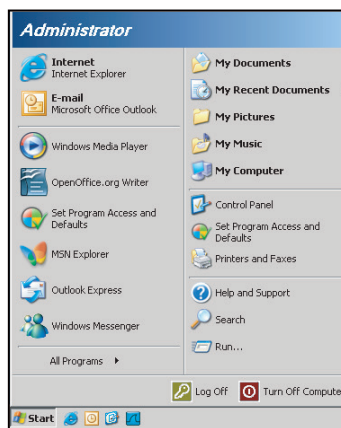 Administrator
Internet
Internet Explorer
E-mail
Microsoft Office Outlook
Windows Media Player
OpenOffice.org Writer
Set Program Access and
Defaults
MSN Explorer
Outlook Express
Windows Messenger
All Programs
My Documents
My Recent Documents
My Pictures
My Music
My Computer
Control Panel
Set Program Access and
Defaults
Printers and Faxes
Help and Support
Search
Run...
Log Off
Turn Off Compute
Start